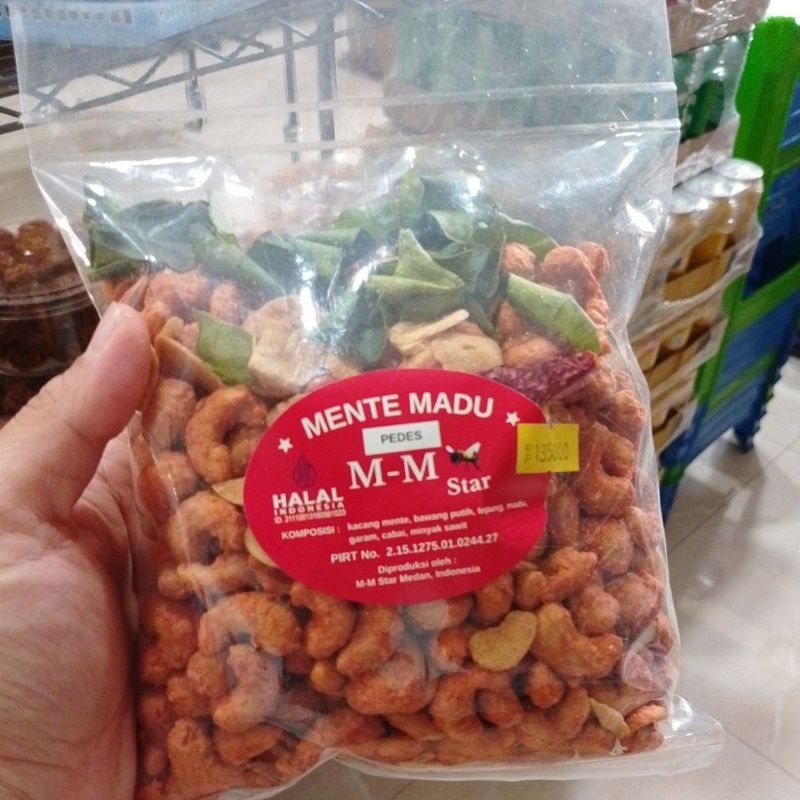 MENTE MADU
PEDES
M-M
Star
135000
HALAL
INDONESIA
KOMPOSISI : kacang mente, bawang putih, tepung, madu,
garam, cabai, minyak sawit
PIRT No. 2.15.1275.01.0244.27
Diproduksi oleh :
M-M Star Medan, Indonesia